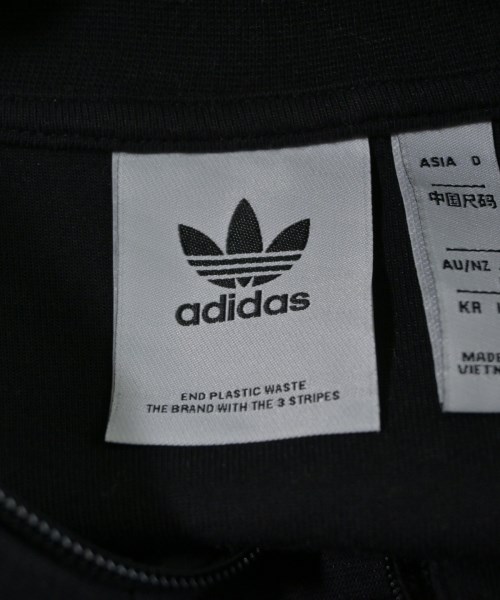 adidas
END PLASTIC WASTE
THE BRAND WITH THE 3 STRIPES
ASIA D
中国尺码
AU/NZ
KR
MADE